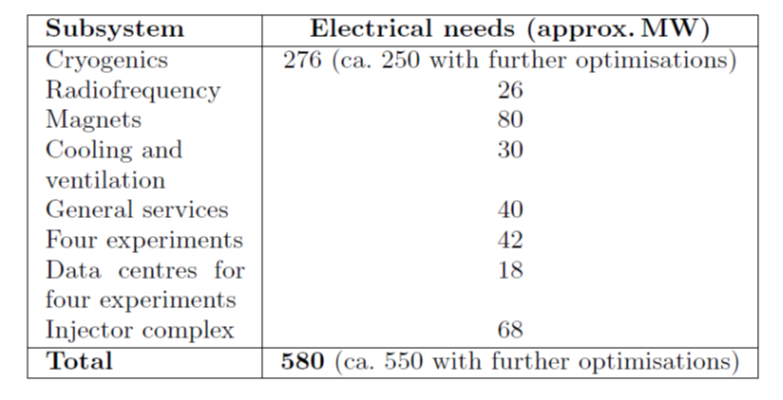 Subsystem Electrical needs (approx. MW)
Cryogenics 276 (ca. 250 with further optimisations)
Radiofrequency 26
Magnets 80
Cooling and 30
ventilation
General services 40
Four experiments 42
Data centres for 18
four experiments
Injector complex 68
Total 580 (ca. 550 with further optimisations)